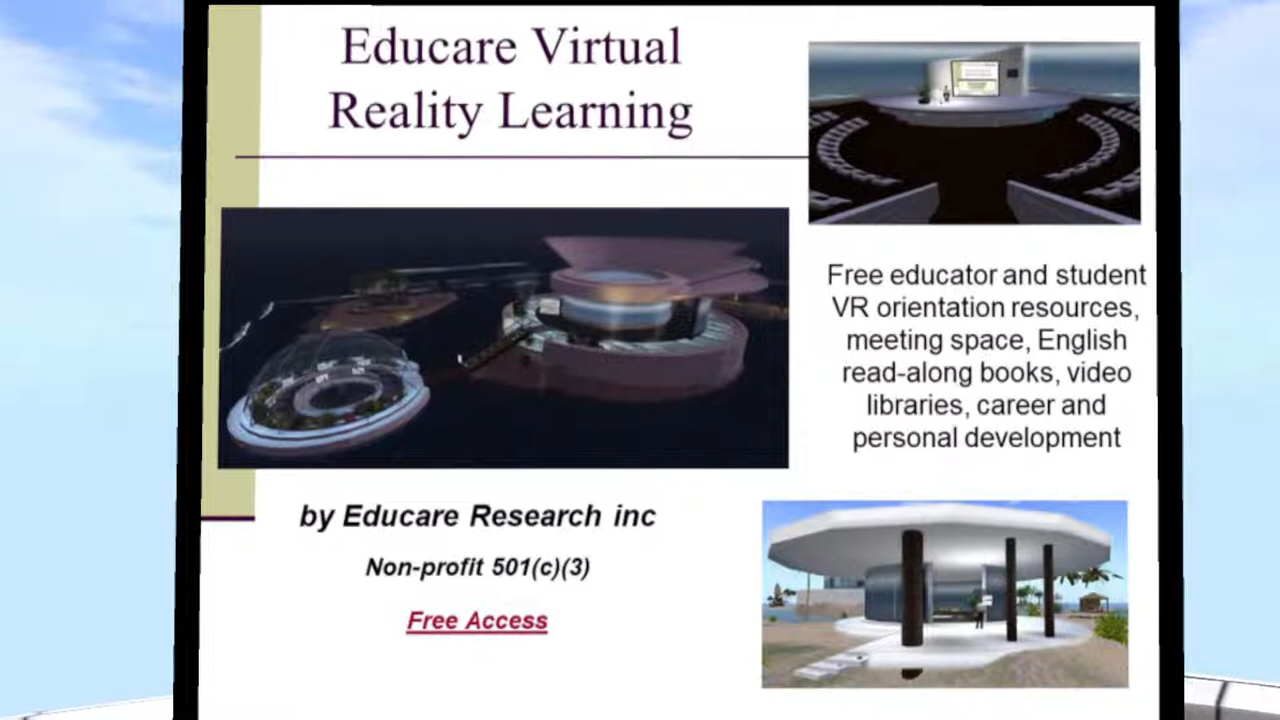 Educare Virtual
Reality Learning
Free educator and student
VR orientation resources,
meeting space, English
read-along books, video
libraries, career and
personal development
by Educare Research inc
Non-profit 501(c)(3)
Free Access